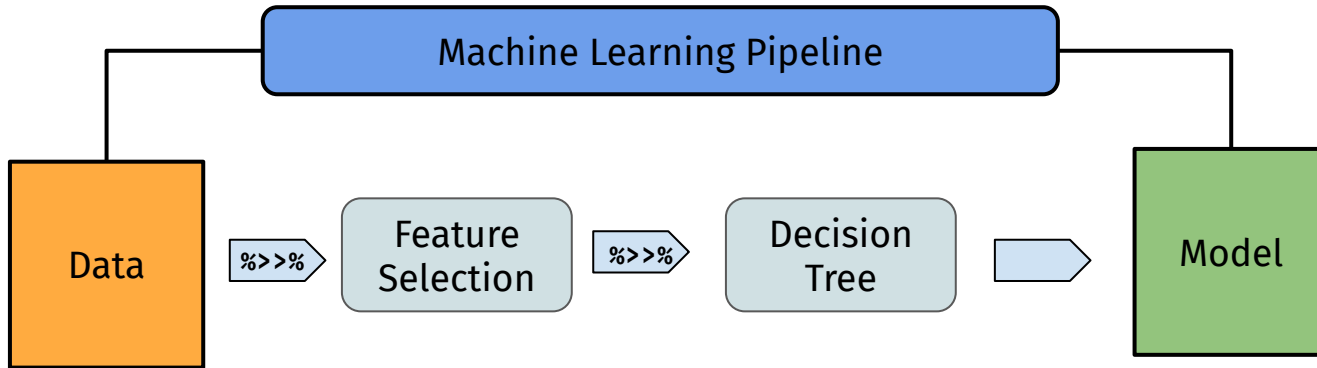 Machine Learning Pipeline
Data
%>>%
Feature
Selection
%>>%
Decision
Tree
Model